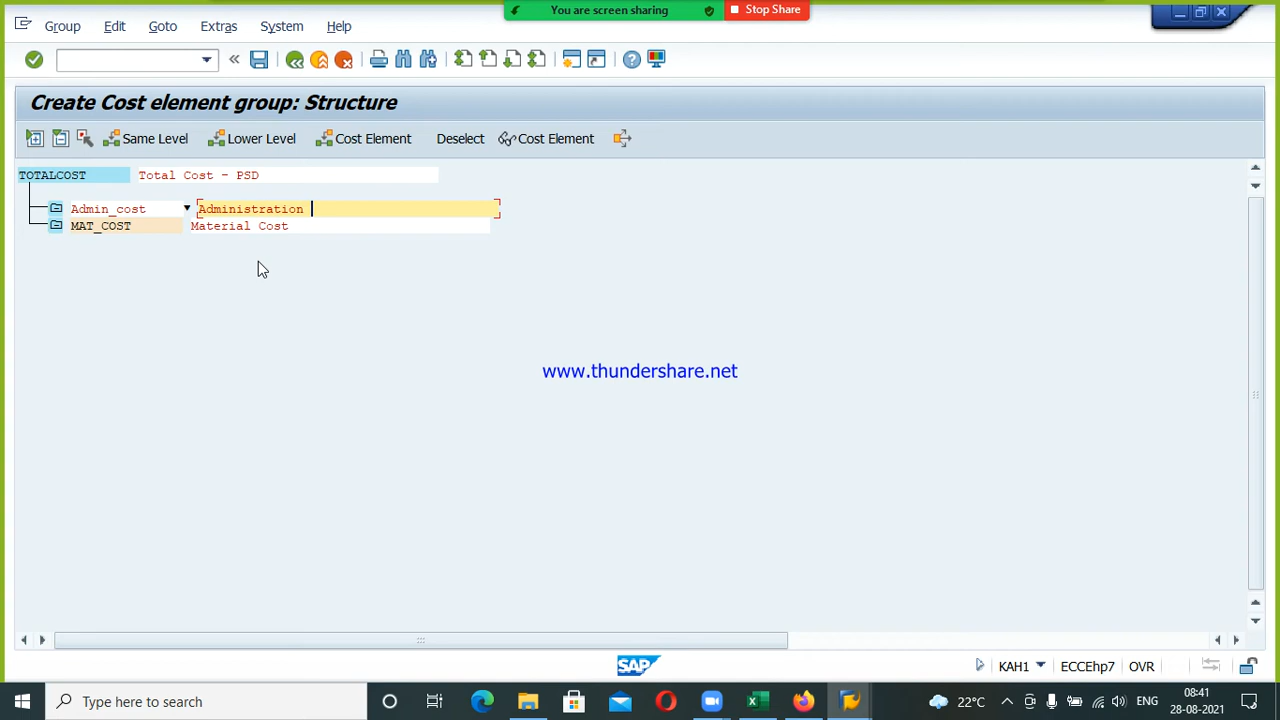 You are screen sharing
Stop Share
Group Edit Goto Extras System Help
Create Cost element group: Structure
Same Level Lower Level Cost Element Deselect Cost Element
TOTALCOST Total Cost - PSD
Admin_cost Administration
MAT_COST Material Cost
www.thundershare.net
SAP KAH1 ECCEhp7 OVR
Type here to search 22°C ENG 08:41
28-08-2021